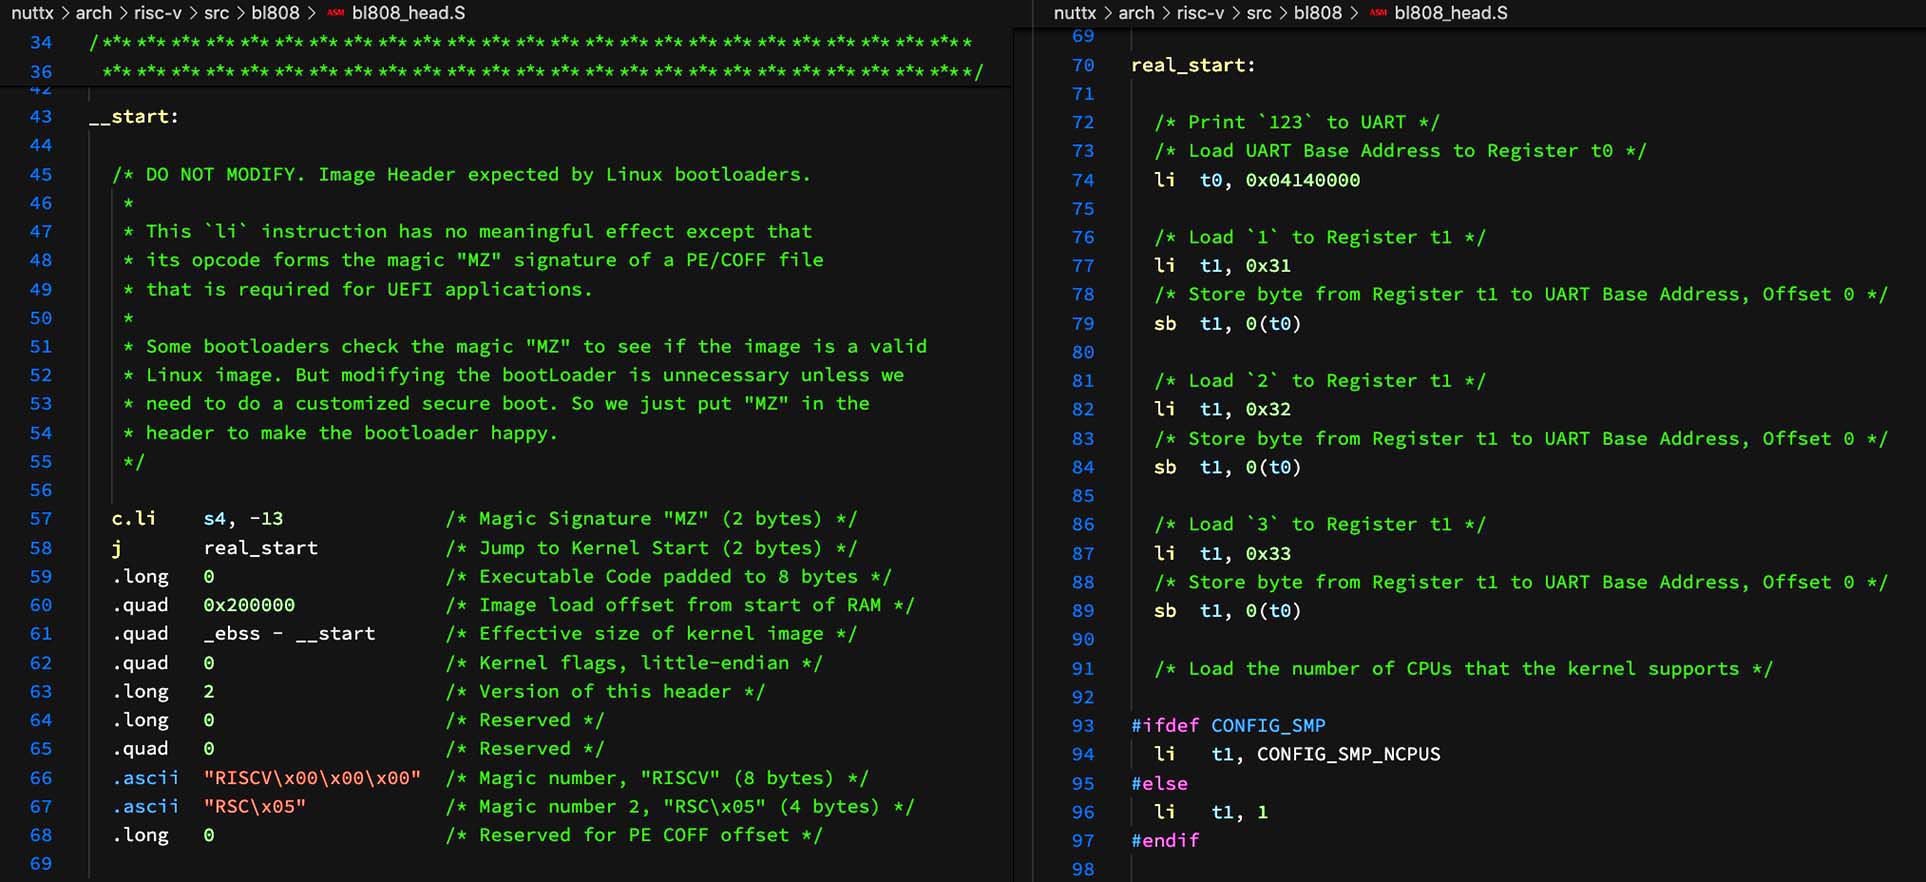 nuttx > arch > risc-v > src > bl808 > ASM bl808_head.S
34 /****************************************************************************
36  ****************************************************************************/
42
43 __start:
44
45   /* DO NOT MODIFY. Image Header expected by Linux bootloaders.
46    *
47    * This `li` instruction has no meaningful effect except that
48    * its opcode forms the magic "MZ" signature of a PE/COFF file
49    * that is required for UEFI applications.
50    *
51    * Some bootloaders check the magic "MZ" to see if the image is a valid
52    * Linux image. But modifying the bootLoader is unnecessary unless we
53    * need to do a customized secure boot. So we just put "MZ" in the
54    * header to make the bootloader happy.
55    */
56
57   c.li    s4, -13              /* Magic Signature "MZ" (2 bytes) */
58   j       real_start           /* Jump to Kernel Start (2 bytes) */
59   .long   0                    /* Executable Code padded to 8 bytes */
60   .quad   0x200000             /* Image load offset from start of RAM */
61   .quad   _ebss - __start      /* Effective size of kernel image */
62   .quad   0                    /* Kernel flags, little-endian */
63   .long   2                    /* Version of this header */
64   .long   0                    /* Reserved */
65   .quad   0                    /* Reserved */
66   .ascii  "RISCV\x00\x00\x00"  /* Magic number, "RISCV" (8 bytes) */
67   .ascii  "RSC\x05"            /* Magic number 2, "RSC\x05" (4 bytes) */
68   .long   0                    /* Reserved for PE COFF offset */
69
nuttx > arch > risc-v > src > bl808 > ASM bl808_head.S
69
70 real_start:
71
72   /* Print `123` to UART */
73   /* Load UART Base Address to Register t0 */
74   li  t0, 0x04140000
75
76   /* Load `1` to Register t1 */
77   li  t1, 0x31
78   /* Store byte from Register t1 to UART Base Address, Offset 0 */
79   sb  t1, 0(t0)
80
81   /* Load `2` to Register t1 */
82   li  t1, 0x32
83   /* Store byte from Register t1 to UART Base Address, Offset 0 */
84   sb  t1, 0(t0)
85
86   /* Load `3` to Register t1 */
87   li  t1, 0x33
88   /* Store byte from Register t1 to UART Base Address, Offset 0 */
89   sb  t1, 0(t0)
90
91   /* Load the number of CPUs that the kernel supports */
92
93 #ifdef CONFIG_SMP
94   li   t1, CONFIG_SMP_NCPUS
95 #else
96   li   t1, 1
97 #endif
98